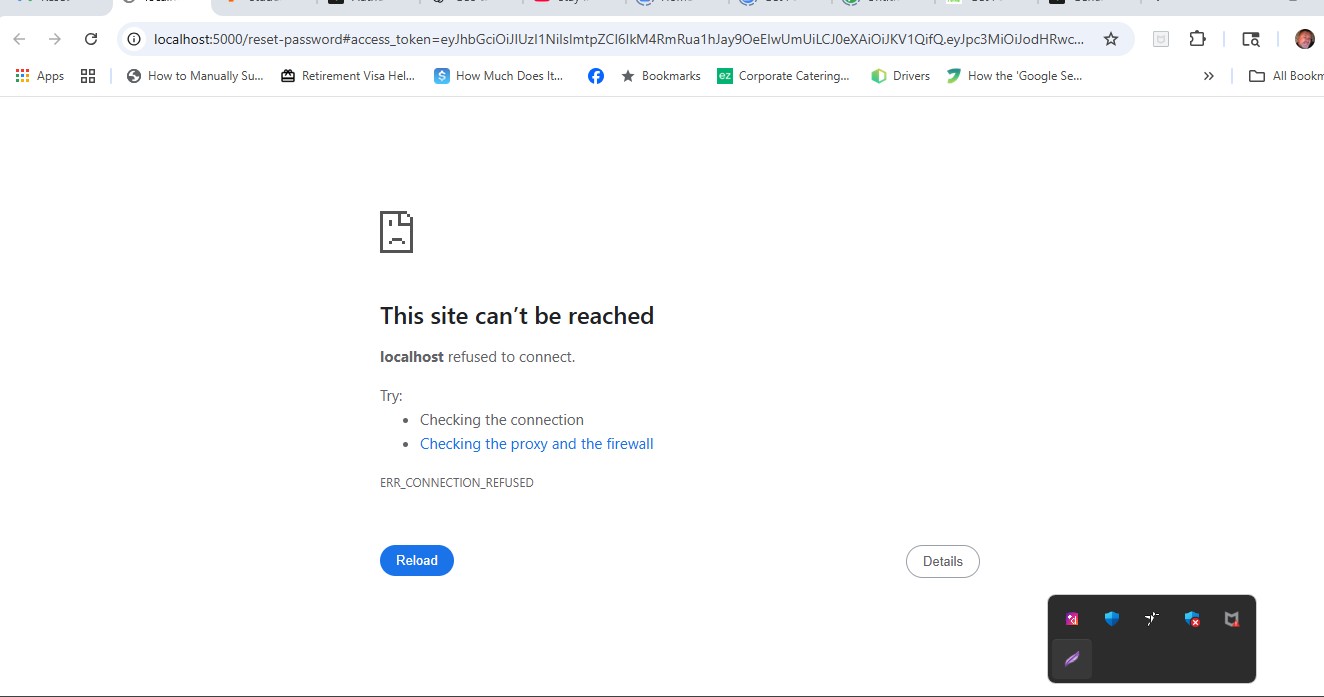 localhost:5000/reset-password#access_token=eyJhbGciOiJIUzI1NiIsImtpZCI6IkM4RmRua1hJay9OeEIwUmUiLCJ0eXAiOiJKV1QifQ.eyJpc3MiOiJodHRwc...
Apps
How to Manually Su...
Retirement Visa Hel...
How Much Does It...
Bookmarks
ez
Corporate Catering...
Drivers
How the 'Google Se...
All Bookm
This site can’t be reached
localhost refused to connect.
Try:
Checking the connection
Checking the proxy and the firewall
ERR_CONNECTION_REFUSED
Reload
Details